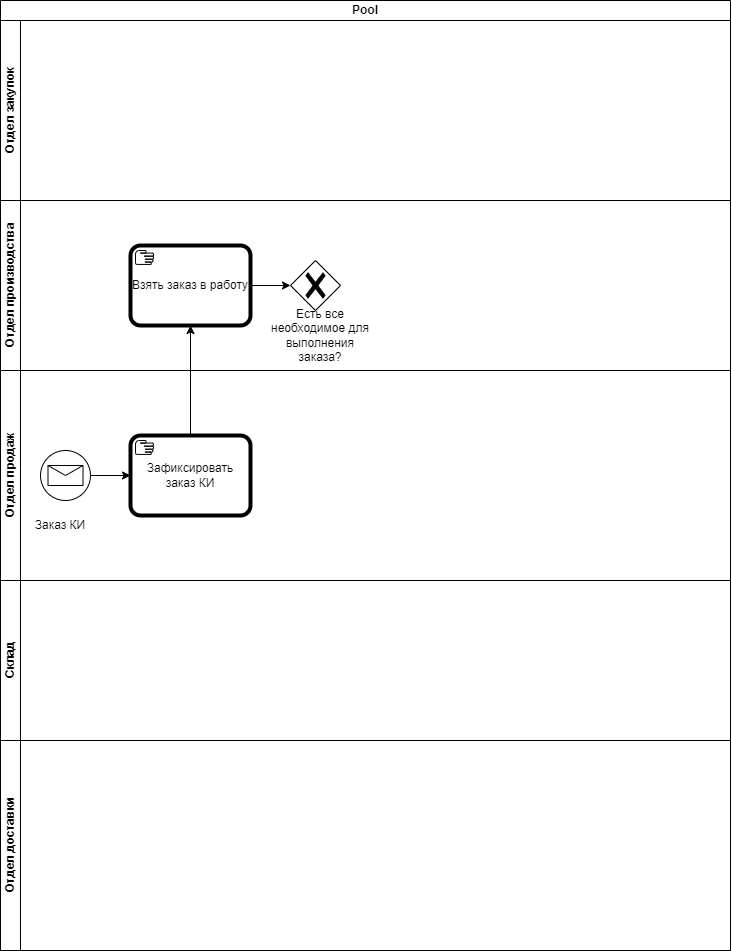 Pool
Отдел закупок
Отдел производства
Взять заказ в работу
Есть все
необходимое для
выполнения
заказа?
Отдел продаж
Заказ КИ
Зафиксировать
заказ КИ
Склад
Отдел доставки